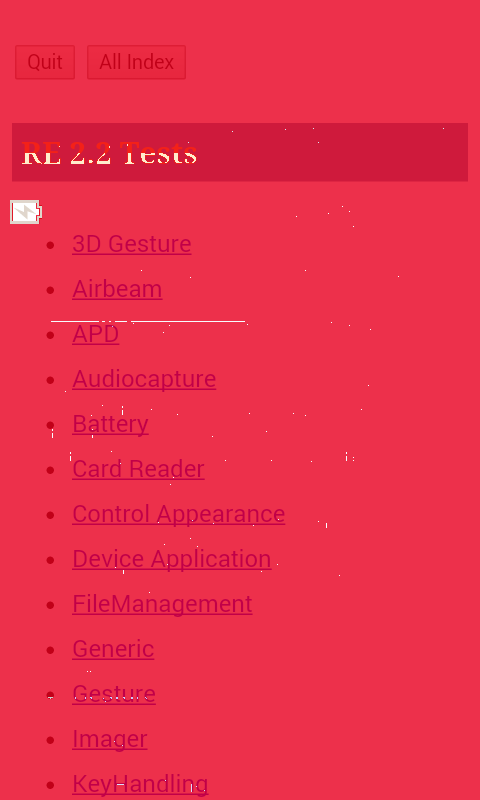 Quit All Index
RE 2.2 Tests
3D Gesture
Airbeam
APD
Audiocapture
Battery
Card Reader
Control Appearance
Device Application
FileManagement
Generic
Gesture
Imager
KeyHandling